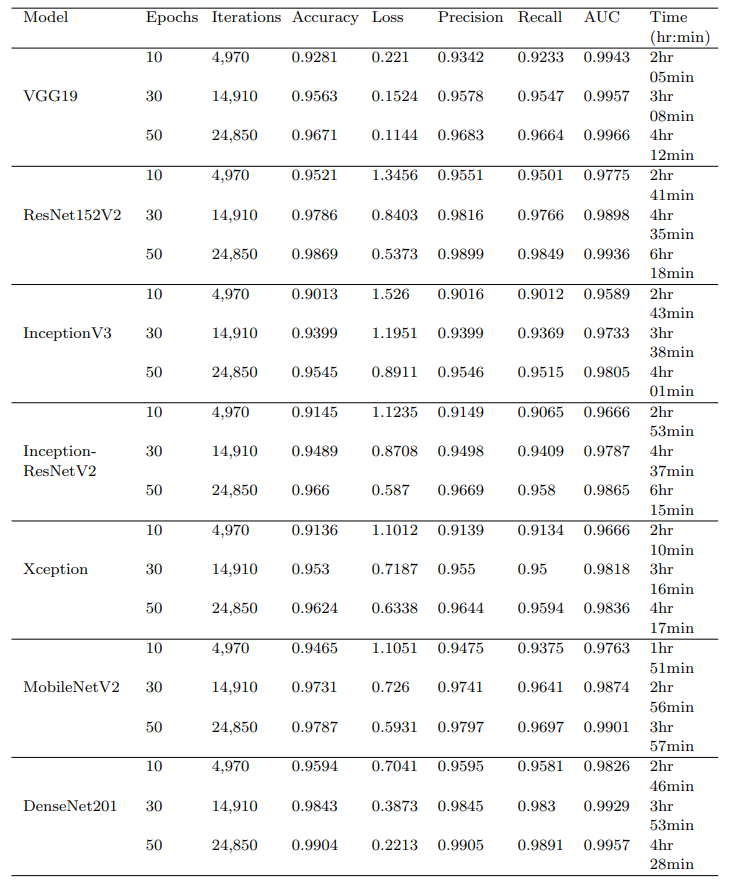 Model Epochs Iterations Accuracy Loss Precision Recall AUC Time
(hr:min)
10 4,970 0.9281 0.221 0.9342 0.9233 0.9943 2hr
05min
VGG19 30 14,910 0.9563 0.1524 0.9578 0.9547 0.9957 3hr
08min
50 24,850 0.9671 0.1144 0.9683 0.9664 0.9966 4hr
12min
10 4,970 0.9521 1.3456 0.9551 0.9501 0.9775 2hr
41min
ResNet152V2 30 14,910 0.9786 0.8403 0.9816 0.9766 0.9898 4hr
35min
50 24,850 0.9869 0.5373 0.9899 0.9849 0.9936 6hr
18min
10 4,970 0.9013 1.526 0.9016 0.9012 0.9589 2hr
43min
InceptionV3 30 14,910 0.9399 1.1951 0.9399 0.9369 0.9733 3hr
38min
50 24,850 0.9545 0.8911 0.9546 0.9515 0.9805 4hr
01min
10 4,970 0.9145 1.1235 0.9149 0.9065 0.9666 2hr
53min
Inception- 30 14,910 0.9489 0.8708 0.9498 0.9409 0.9787 4hr
ResNetV2 37min
50 24,850 0.966 0.587 0.9669 0.958 0.9865 6hr
15min
10 4,970 0.9136 1.1012 0.9139 0.9134 0.9666 2hr
10min
Xception 30 14,910 0.953 0.7187 0.955 0.95 0.9818 3hr
16min
50 24,850 0.9624 0.6338 0.9644 0.9594 0.9836 4hr
17min
10 4,970 0.9465 1.1051 0.9475 0.9375 0.9763 1hr
51min
MobileNetV2 30 14,910 0.9731 0.726 0.9741 0.9641 0.9874 2hr
56min
50 24,850 0.9787 0.5931 0.9797 0.9697 0.9901 3hr
57min
10 4,970 0.9594 0.7041 0.9595 0.9581 0.9826 2hr
46min
DenseNet201 30 14,910 0.9843 0.3873 0.9845 0.983 0.9929 3hr
53min
50 24,850 0.9904 0.2213 0.9905 0.9891 0.9957 4hr
28min